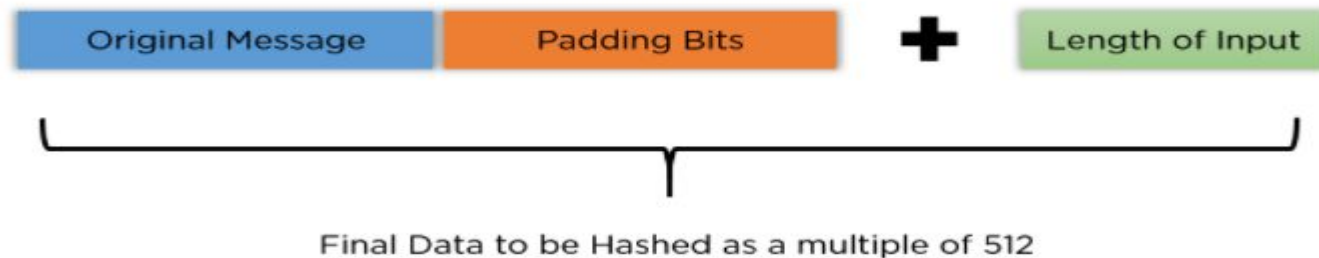 Original Message Padding Bits + Length of Input
Final Data to be Hashed as a multiple of 512